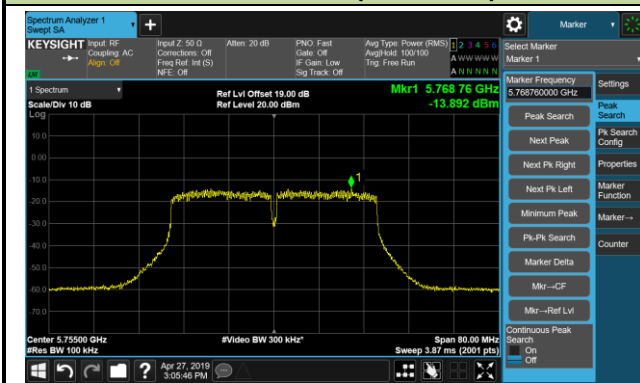 Spectrum Analyzer 1
Swept SA
Marker
KEYSIGHT
Input: RF
Coupling: AC
Align: Off
Input Z: 50 Ω
Corrections: Off
Freq Ref: Int (S)
NFE: Off
Atten: 20 dB
PNO: Fast
Gate: Off
IF Gain: Low
Sig Track: Off
Avg Type: Power (RMS)
Avg|Hold: 100/100
Trig: Free Run
1 2 3 4 5 6
A W W W W W
A N N N N N
LXI
Select Marker
Marker 1
1 Spectrum
Scale/Div 10 dB
Log
Ref Lvl Offset 19.00 dB
Ref Level 20.00 dBm
Mkr1 5.768 76 GHz
-13.892 dBm
10.0
0.00
-10.0
-20.0
-30.0
-40.0
-50.0
-60.0
-70.0
1
Center 5.75500 GHz
#Res BW 100 kHz
#Video BW 300 kHz*
Span 80.00 MHz
Sweep 3.87 ms (2001 pts)
Marker Frequency
5.768760000 GHz
Peak Search
Next Peak
Next Pk Right
Next Pk Left
Minimum Peak
Pk-Pk Search
Marker Delta
Mkr→CF
Mkr→Ref Lvl
Continuous Peak
Search
On
Off
Settings
Peak
Search
Pk Search
Config
Properties
Marker
Function
Marker→
Counter
?
Apr 27, 2019
3:05:46 PM